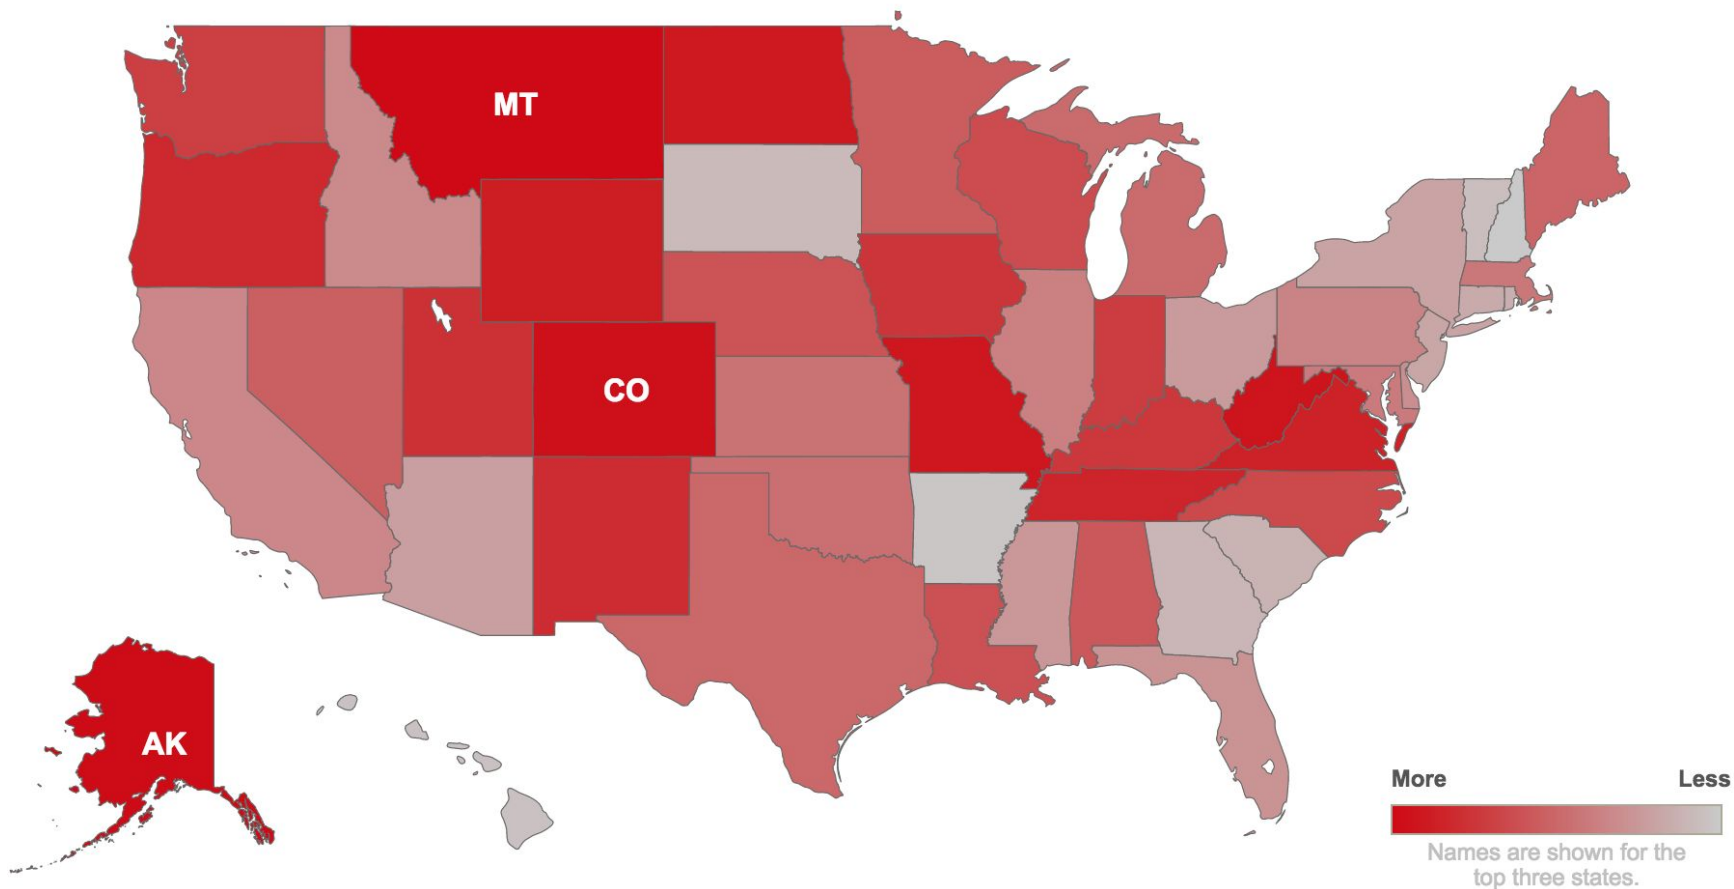 MT
CO
AK
More Less
Names are shown for the
top three states.